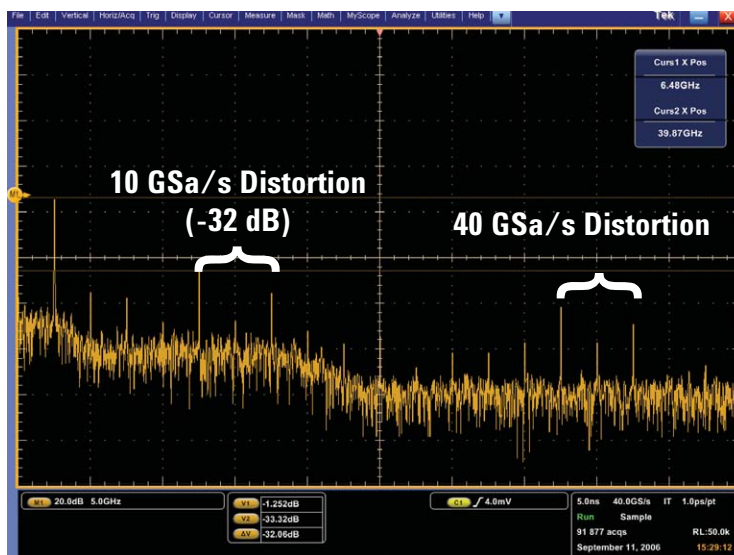 File | Edit | Vertical | Horiz/Acq | Trig | Display | Cursor | Measure | Mask | Math | MyScope | Analyze | Utilities | Help
Tek
X
Curs1 X Pos
6.48GHz
Curs2 X Pos
39.87GHz
10 GSa/s Distortion
(-32 dB)
40 GSa/s Distortion
M1
M1 20.0dB 5.0GHz
V1 -1.252dB
V2 -33.32dB
ΔV -32.06dB
C1 4.0mV
5.0ns 40.0GS/s IT 1.0ps/pt
Run Sample
91 877 acqs RL:50.0k
September 11, 2006 15:29:12